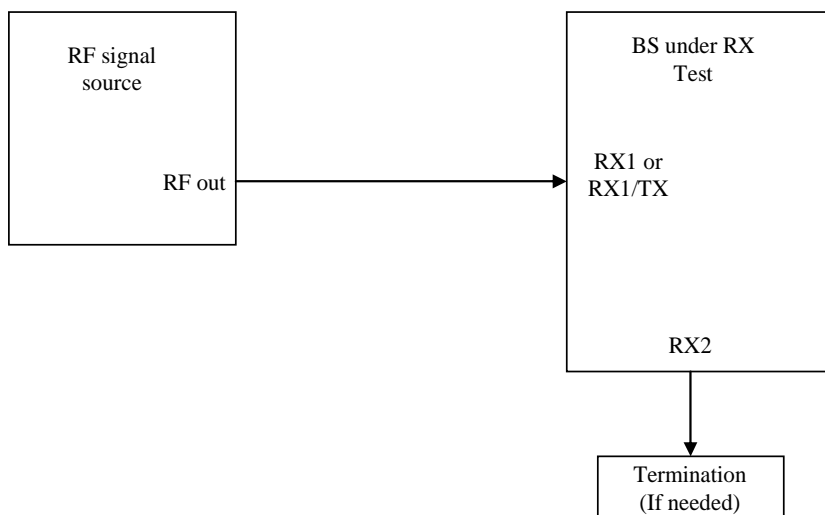 RF signal
source
RF out
BS under RX
Test
RX1 or
RX1/TX
RX2
Termination
(If needed)